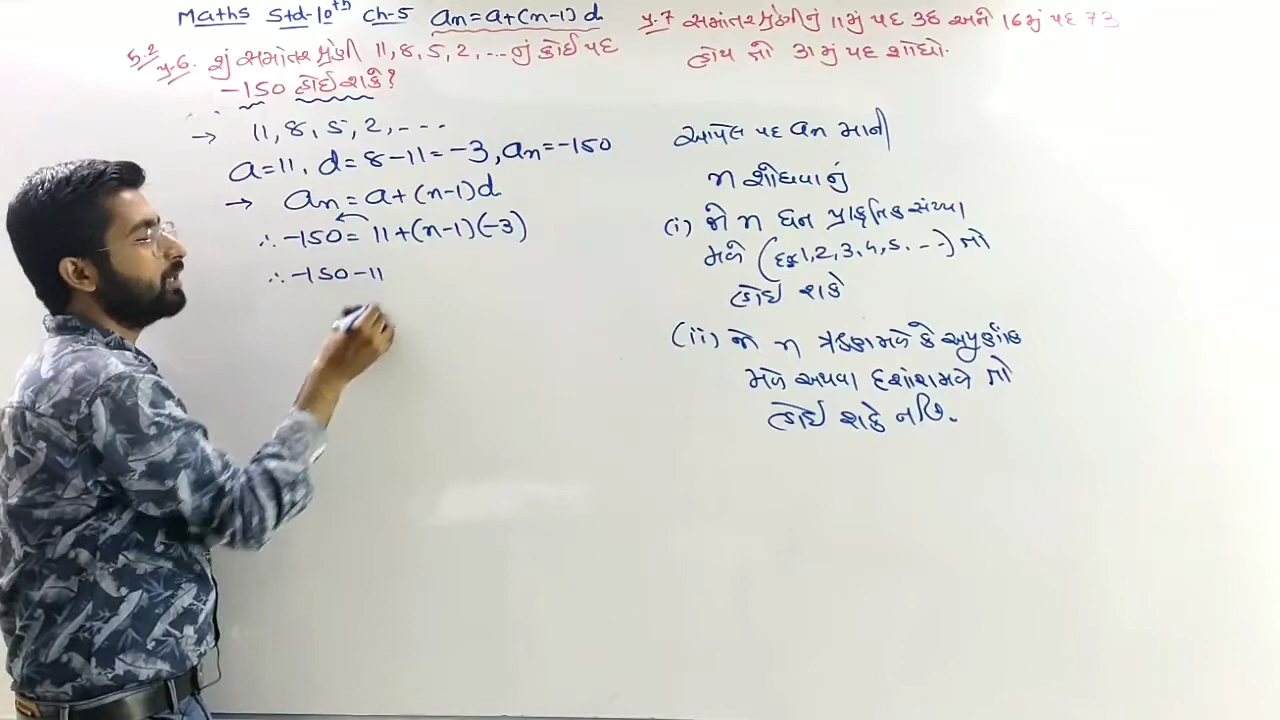 Maths Std-10th Ch-5 an = a+(n-1) d
5.2 પ્ર.6. શું સમાંતર શ્રેણી 11, 8, 5, 2, ... નું કોઈ પદ
-150 હોઈ શકે?
→ 11, 8, 5, 2, ...
a=11, d=8-11=-3, an=-150
→ an = a+(n-1)d
∴ -150 = 11+(n-1)(-3)
∴ -150-11
પ્ર.7 સમાંતર શ્રેણીનું 11મું પદ 38 અને 16મું પદ 73
હોય તો 31મું પદ શોધો.
આપેલ પદ an માની
n શોધવાનું
(i) જો n ધન પ્રાકૃતિક સંખ્યા
મળે (1, 2, 3, 4, 5, ...) તો
હોઈ શકે
(ii) જો n ઋણ મળે કે અપૂર્ણાંક
મળે અથવા દશાંશ મળે તો
હોઈ શકે નહિ.